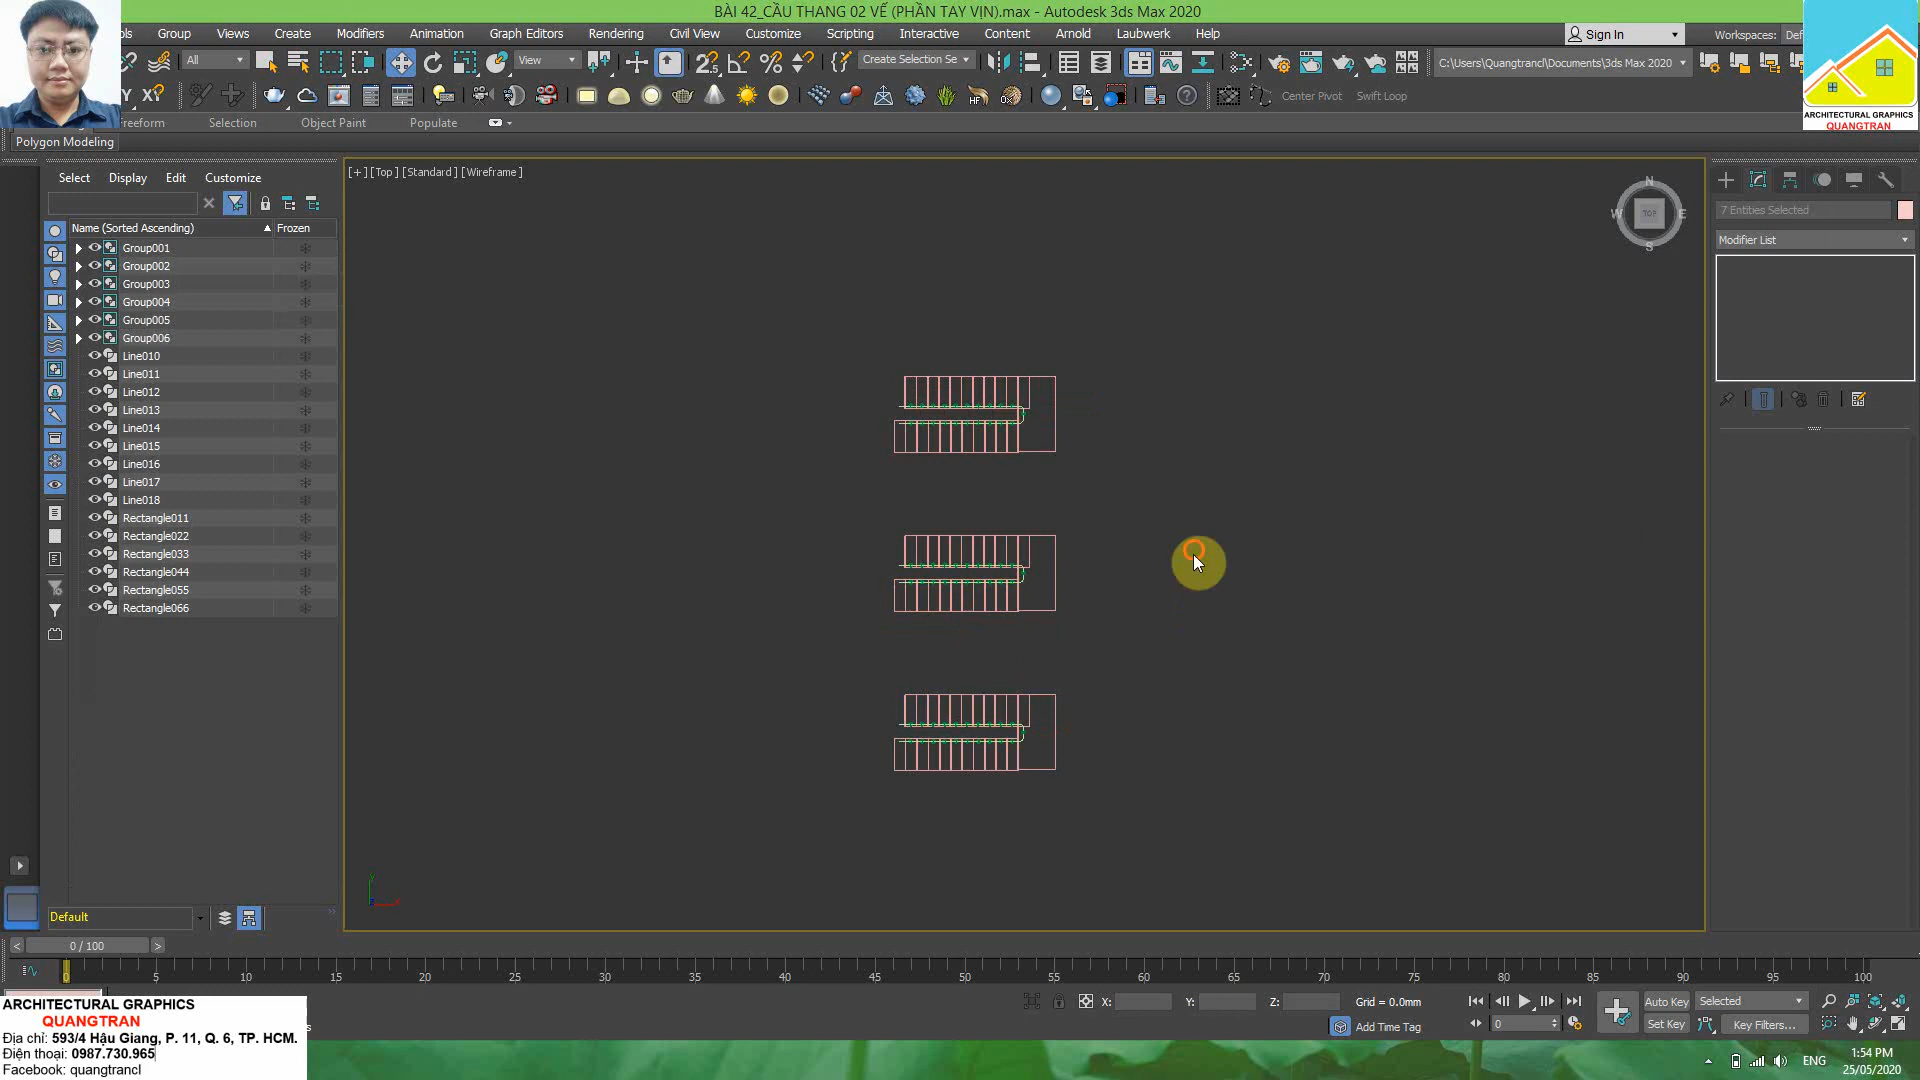 BÀI 42_CẦU THANG 02 VẾ (PHẦN TAY VỊN).max - Autodesk 3ds Max 2020
Group Views Create Modifiers Animation Graph Editors Rendering Civil View Customize Scripting Interactive Content Arnold Laubwerk Help
Sign In
Workspaces:
All
View
Create Selection Se
C:\Users\Quangtrancl\Documents\3ds Max 2020
Center Pivot Swift Loop
Selection Object Paint Populate
Polygon Modeling
ARCHITECTURAL GRAPHICS
QUANGTRAN
Select Display Edit Customize
Name (Sorted Ascending) Frozen
Group001
Group002
Group003
Group004
Group005
Group006
Line010
Line011
Line012
Line013
Line014
Line015
Line016
Line017
Line018
Rectangle011
Rectangle022
Rectangle033
Rectangle044
Rectangle055
Rectangle066
[+] [Top] [Standard] [Wireframe]
N
W TOP E
S
7 Entities Selected
Modifier List
Default
0 / 100
0 5 10 15 20 25 30 35 40 45 50 55 60 65 70 75 80 85 90 95 100
X: Y: Z: Grid = 0.0mm
Add Time Tag
Auto Key Selected
0
Set Key Key Filters...
ARCHITECTURAL GRAPHICS
QUANGTRAN
Địa chỉ: 593/4 Hậu Giang, P. 11, Q. 6, TP. HCM.
Điện thoại: 0987.730.965
Facebook: quangtrancl
ENG
1:54 PM
25/05/2020